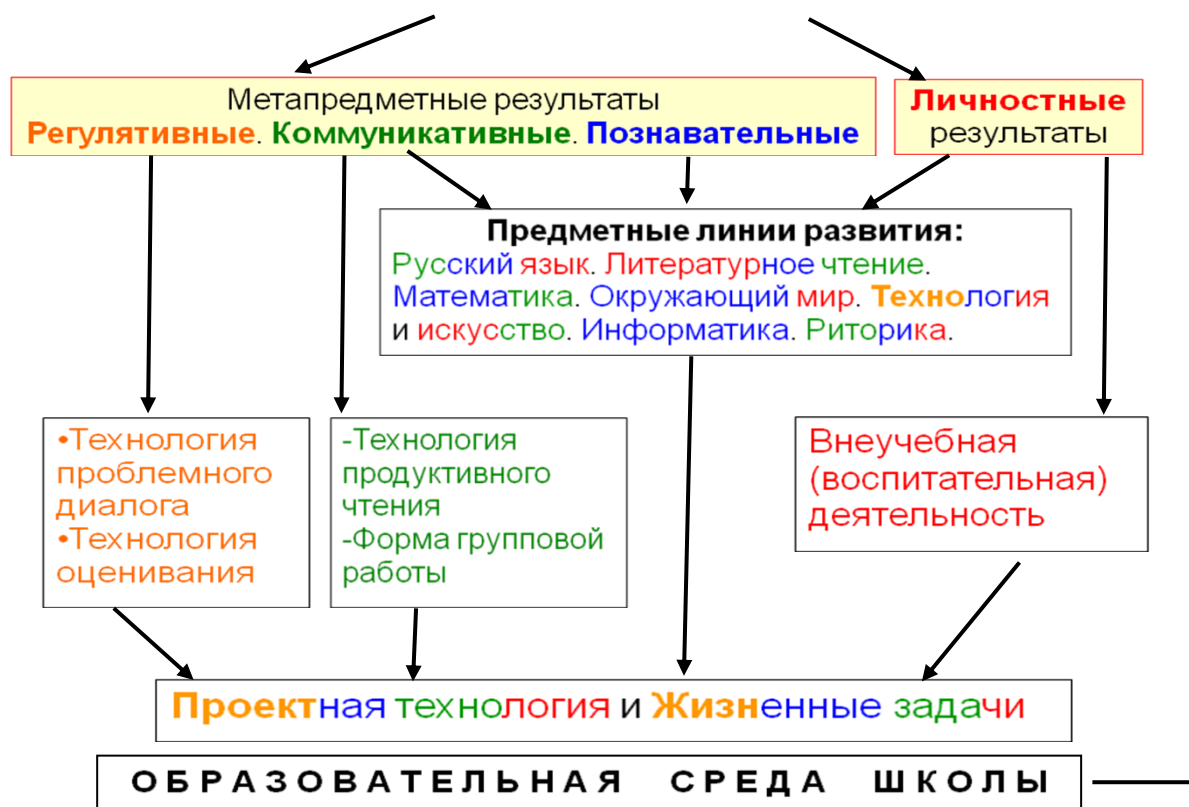 Метапредметные результаты
Регулятивные. Коммуникативные. Познавательные
Личностные
результаты
Предметные линии развития:
Русский язык. Литературное чтение.
Математика. Окружающий мир. Технология
и искусство. Информатика. Риторика.
•Технология
проблемного
диалога
•Технология
оценивания
-Технология
продуктивного
чтения
-Форма групповой
работы
Внеучебная
(воспитательная)
деятельность
Проектная технология и Жизненные задачи
ОБРАЗОВАТЕЛЬНАЯ СРЕДА ШКОЛЫ